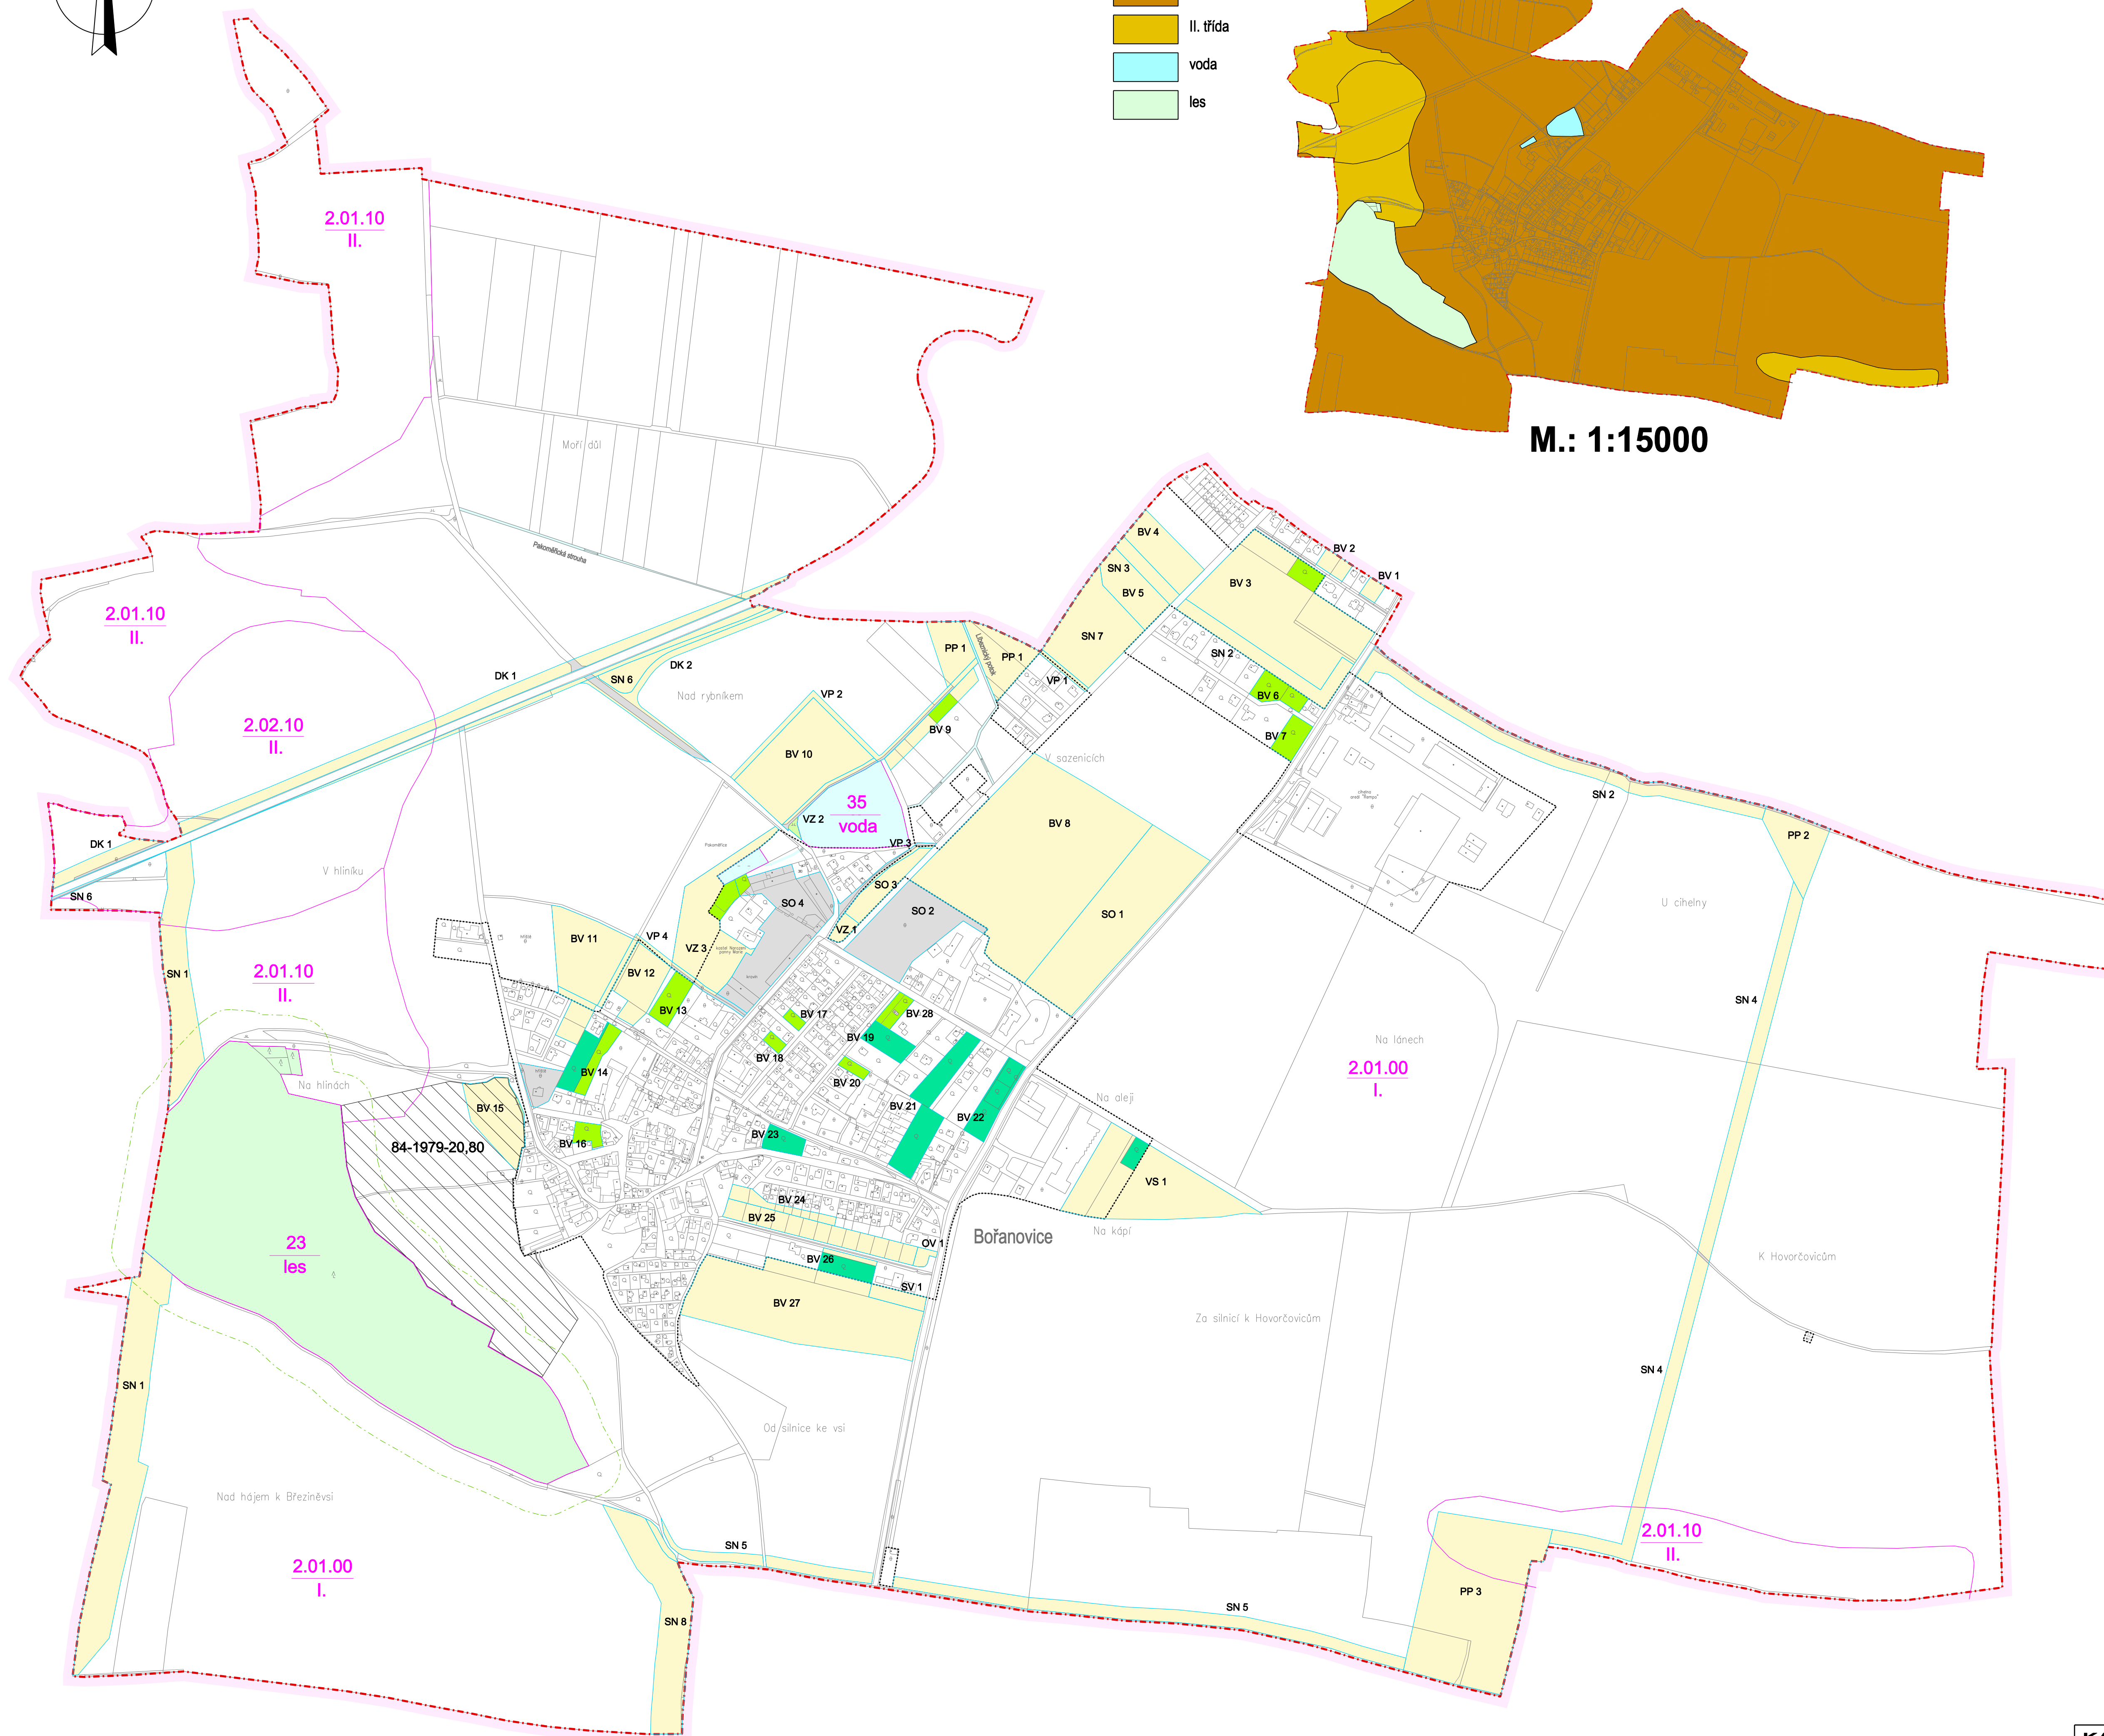 II. třída
voda
les
M.: 1:15000
2.01.10
II.
Moří důl
Pakoměřická strouha
BV 4
BV 2
SN 3
BV 1
BV 3
BV 5
2.01.10
II.
Líbeznický potok
PP 1
PP 1
SN 7
SN 2
DK 1
DK 2
SN 6
VP 1
Nad rybníkem
VP 2
BV 6
2.02.10
II.
BV 9
BV 7
BV 10
V sazenicích
cihelna
SN 2
35
voda
VZ 2
BV 8
PP 2
DK 1
VP 3
Pakoměřice
V hliníku
SO 3
SN 6
SO 4
SO 2
SO 1
U cihelny
VZ 1
BV 11
VP 4
VZ 3
kostel Narození
panny Marie
hřiště
2.01.10
II.
SN 1
BV 12
SN 4
BV 13
BV 17
BV 28
BV 19
Na lánech
BV 18
2.01.00
I.
hřiště
BV 14
BV 20
Na hlinách
Na aleji
BV 15
BV 21
BV 22
84-1979-20,80
BV 16
BV 23
VS 1
BV 24
BV 25
Bořanovice
Na kápí
OV 1
23
les
BV 26
K Hovorčovicům
SV 1
BV 27
Za silnicí k Hovorčovicům
SN 4
SN 1
Od silnice ke vsi
Nad hájem k Březiněvsi
2.01.10
II.
SN 5
2.01.00
I.
PP 3
SN 5
SN 8